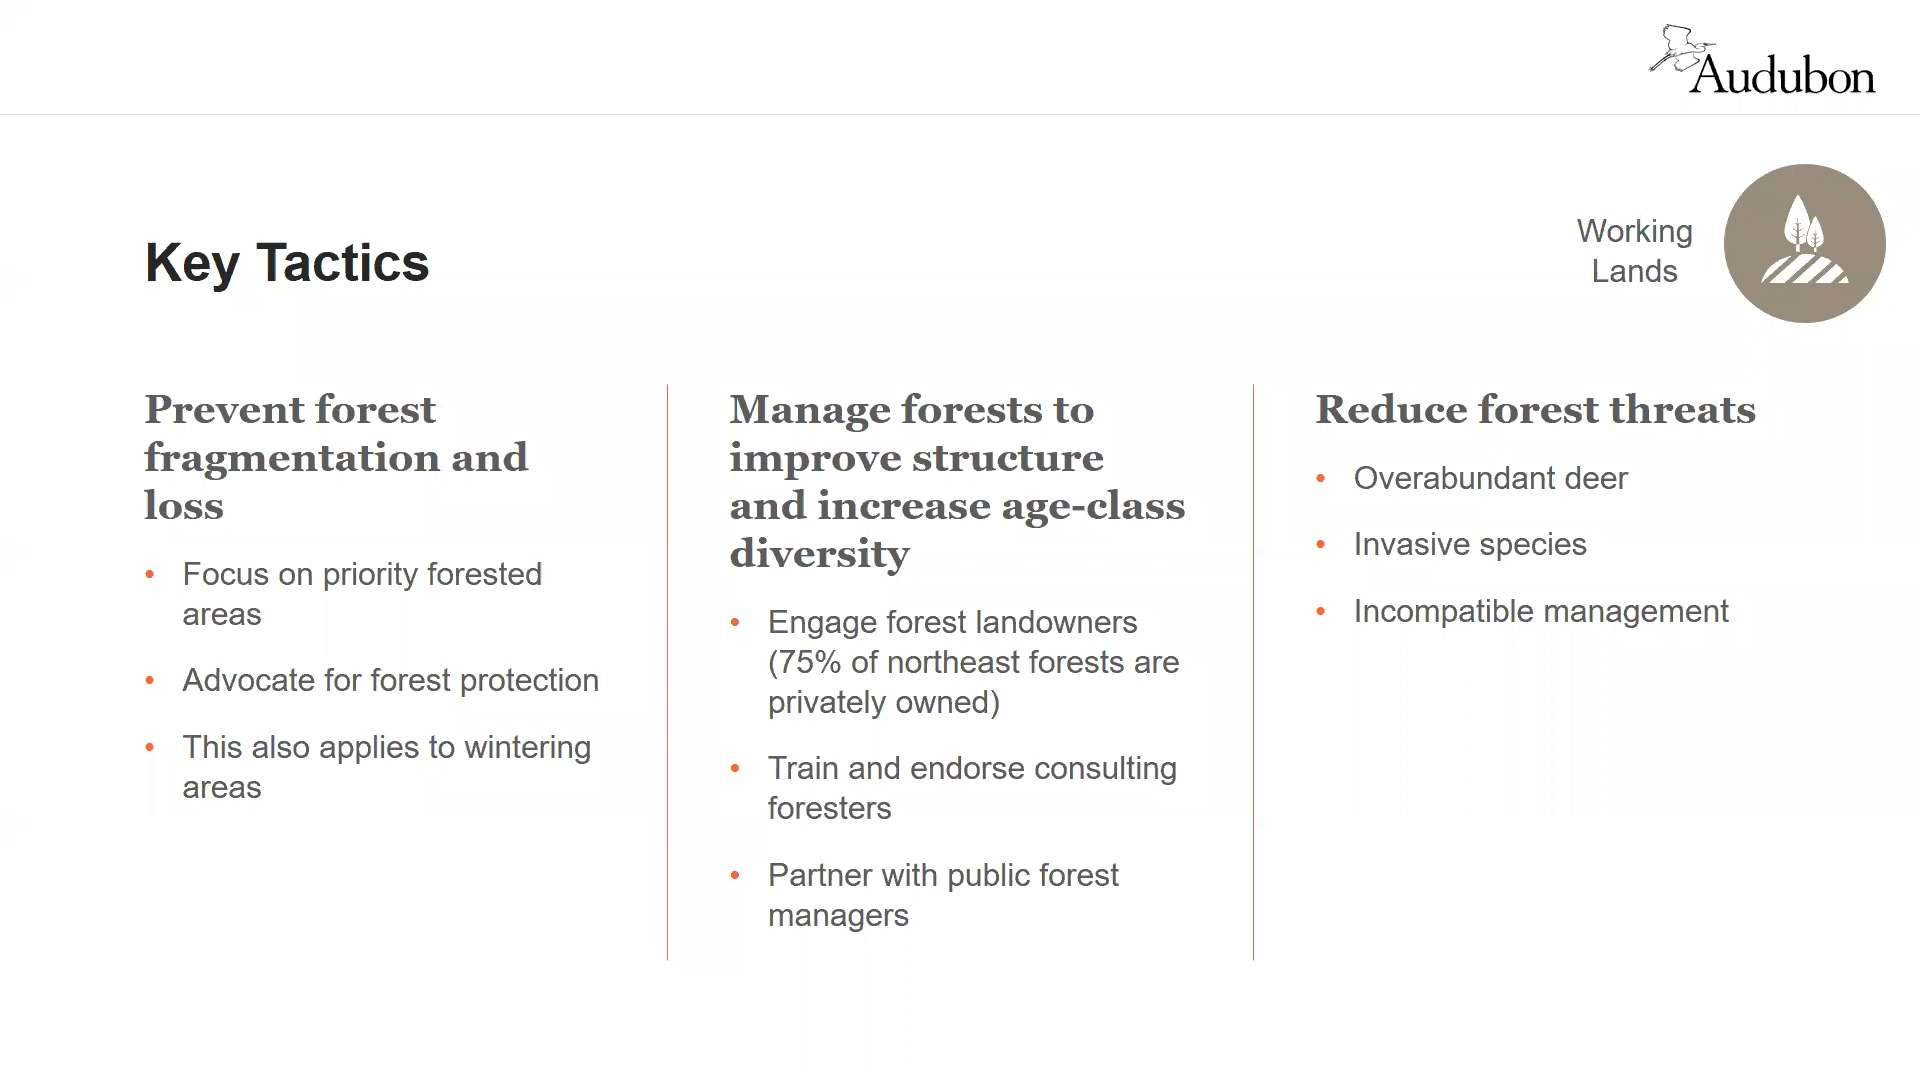 Audubon
Working
Lands
Key Tactics
Prevent forest
fragmentation and
loss
• Focus on priority forested
areas
• Advocate for forest protection
• This also applies to wintering
areas
Manage forests to
improve structure
and increase age-class
diversity
• Engage forest landowners
(75% of northeast forests are
privately owned)
• Train and endorse consulting
foresters
• Partner with public forest
managers
Reduce forest threats
• Overabundant deer
• Invasive species
• Incompatible management